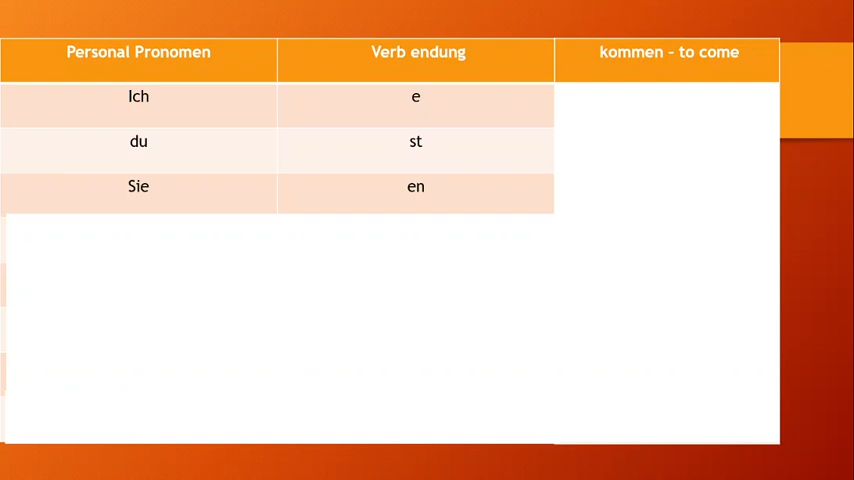 Personal Pronomen Verb endung kommen – to come
Ich e
du st
Sie en